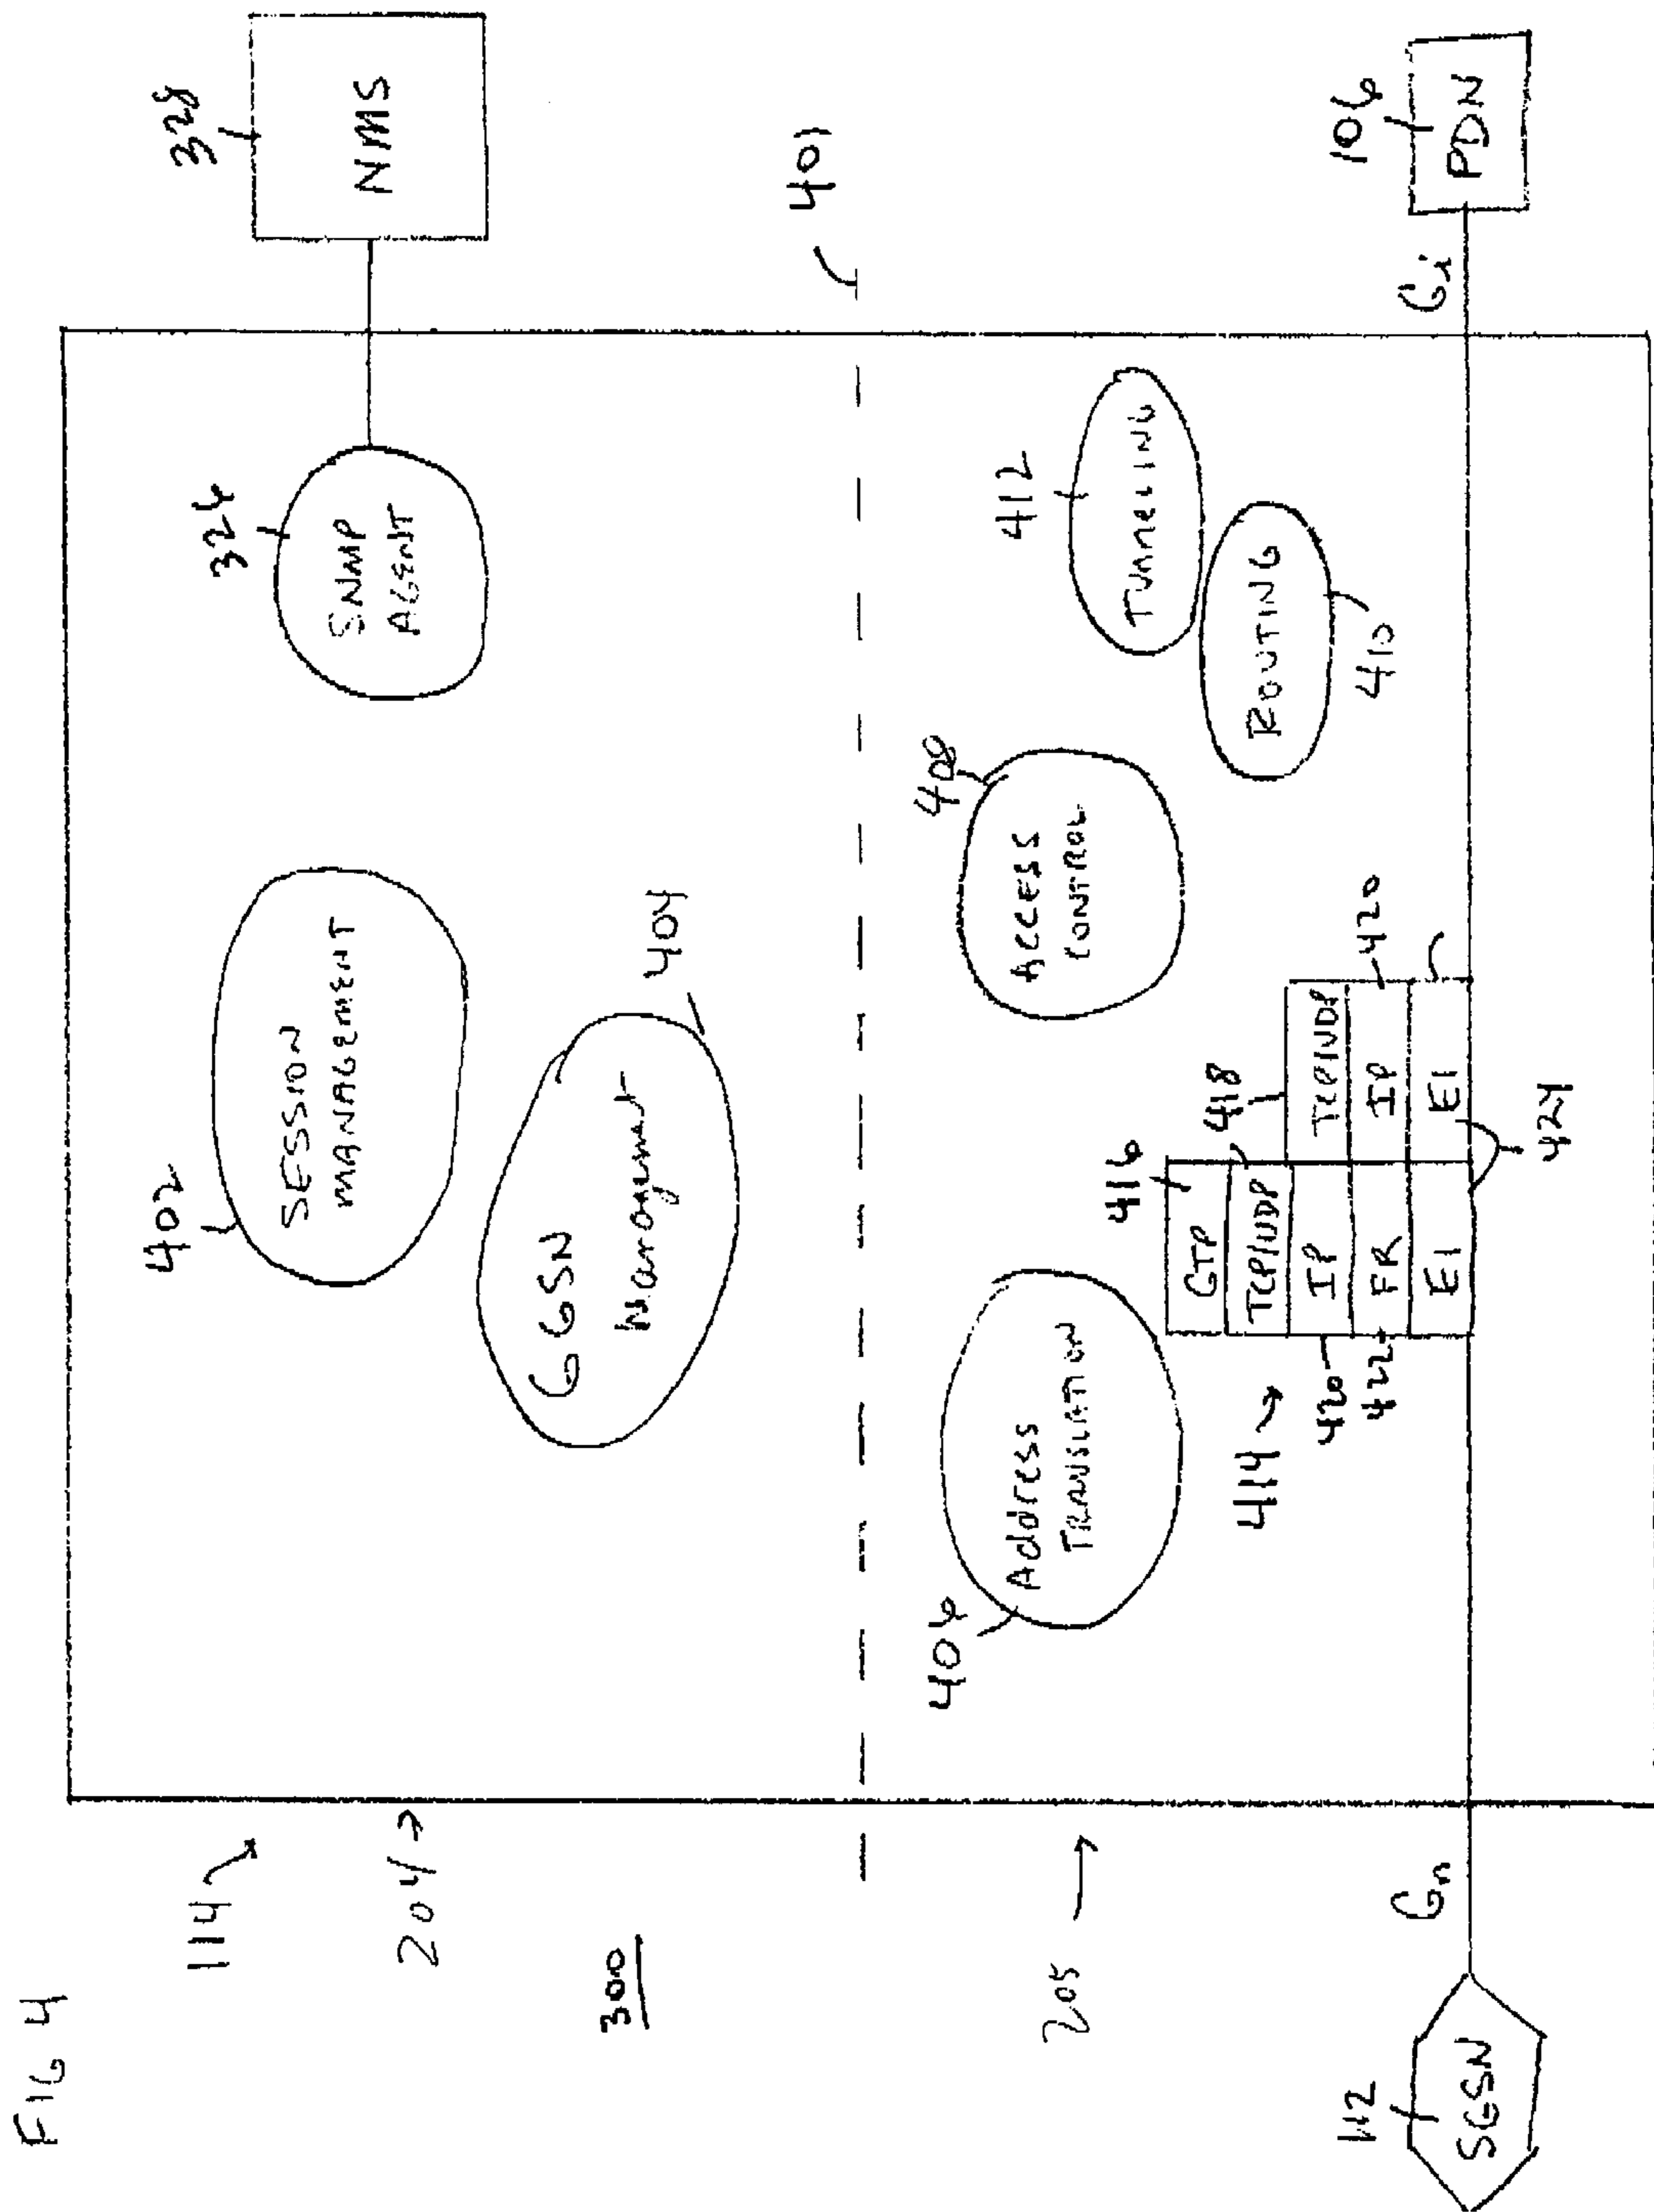 FIG 4
114
204
300
205
112
SGSN
Gn
402
SESSION
MANAGEMENT
GGSN
Management
404
324
SNMP
AGENT
328
NMS
401
406
Address
TRANSLATION
408
ACCESS
CONTROL
412
TUNNELING
ROUTING
410
414
416
GTP
418
TCP/UDP
TCP/UDP
420
IP
IP
420
422
FR
E1
E1
424
Gi
106
PDN